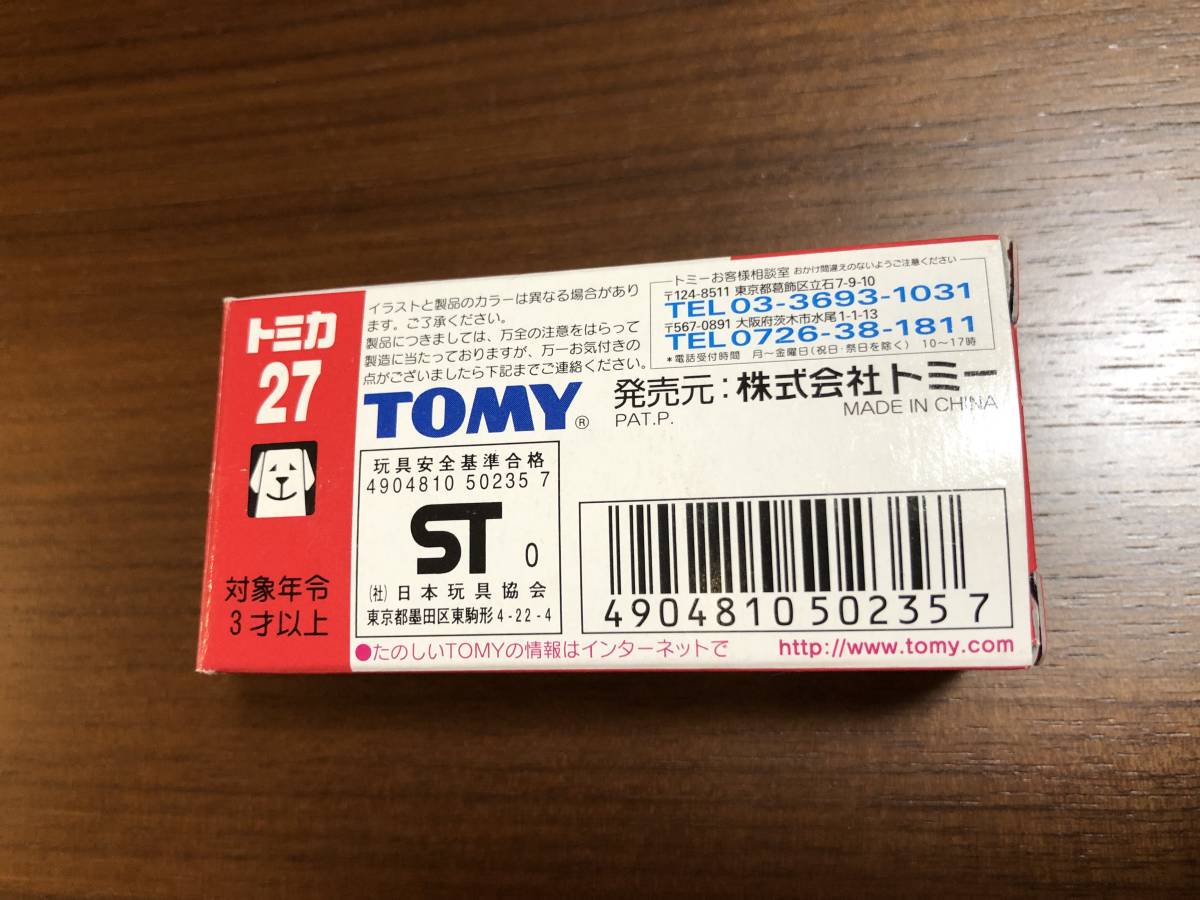 トミカ
27
対象年令
3才以上
イラストと製品のカラーは異なる場合があり
ます。ご了承ください。
製品につきましては、万全の注意をはらって
製造に当たっておりますが、万一お気付きの
点がございましたら下記までご連絡ください。
トミーお客様相談室 おかけ間違えのないようご注意ください
〒124-8511 東京都葛飾区立石7-9-10
TEL03-3693-1031
〒567-0891 大阪府茨木市水尾1-1-13
TEL0726-38-1811
*電話受付時間 月〜金曜日(祝日・祭日を除く) 10〜17時
TOMY®
発売元:株式会社トミー
PAT.P.
MADE IN CHINA
玩具安全基準合格
4904810 50235 7
ST 0
(社)日本玩具協会
東京都墨田区東駒形4-22-4
4904810502357
●たのしいTOMYの情報はインターネットで http://www.tomy.com